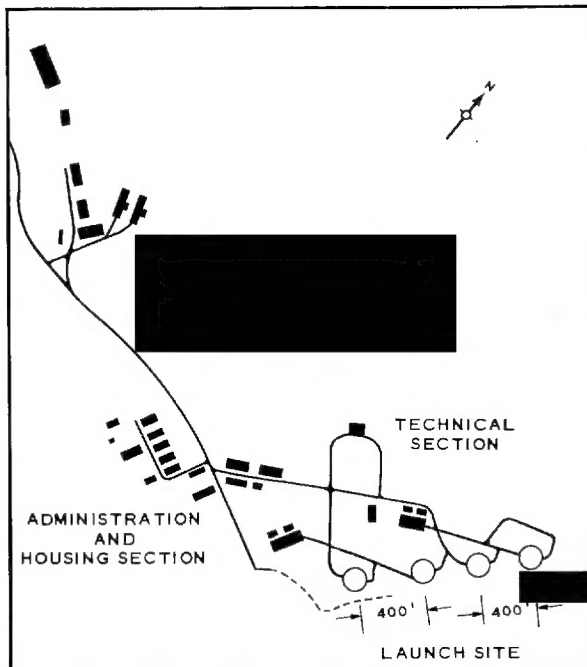 N
TECHNICAL
SECTION
ADMINISTRATION
AND
HOUSING SECTION
400'
400'
LAUNCH SITE